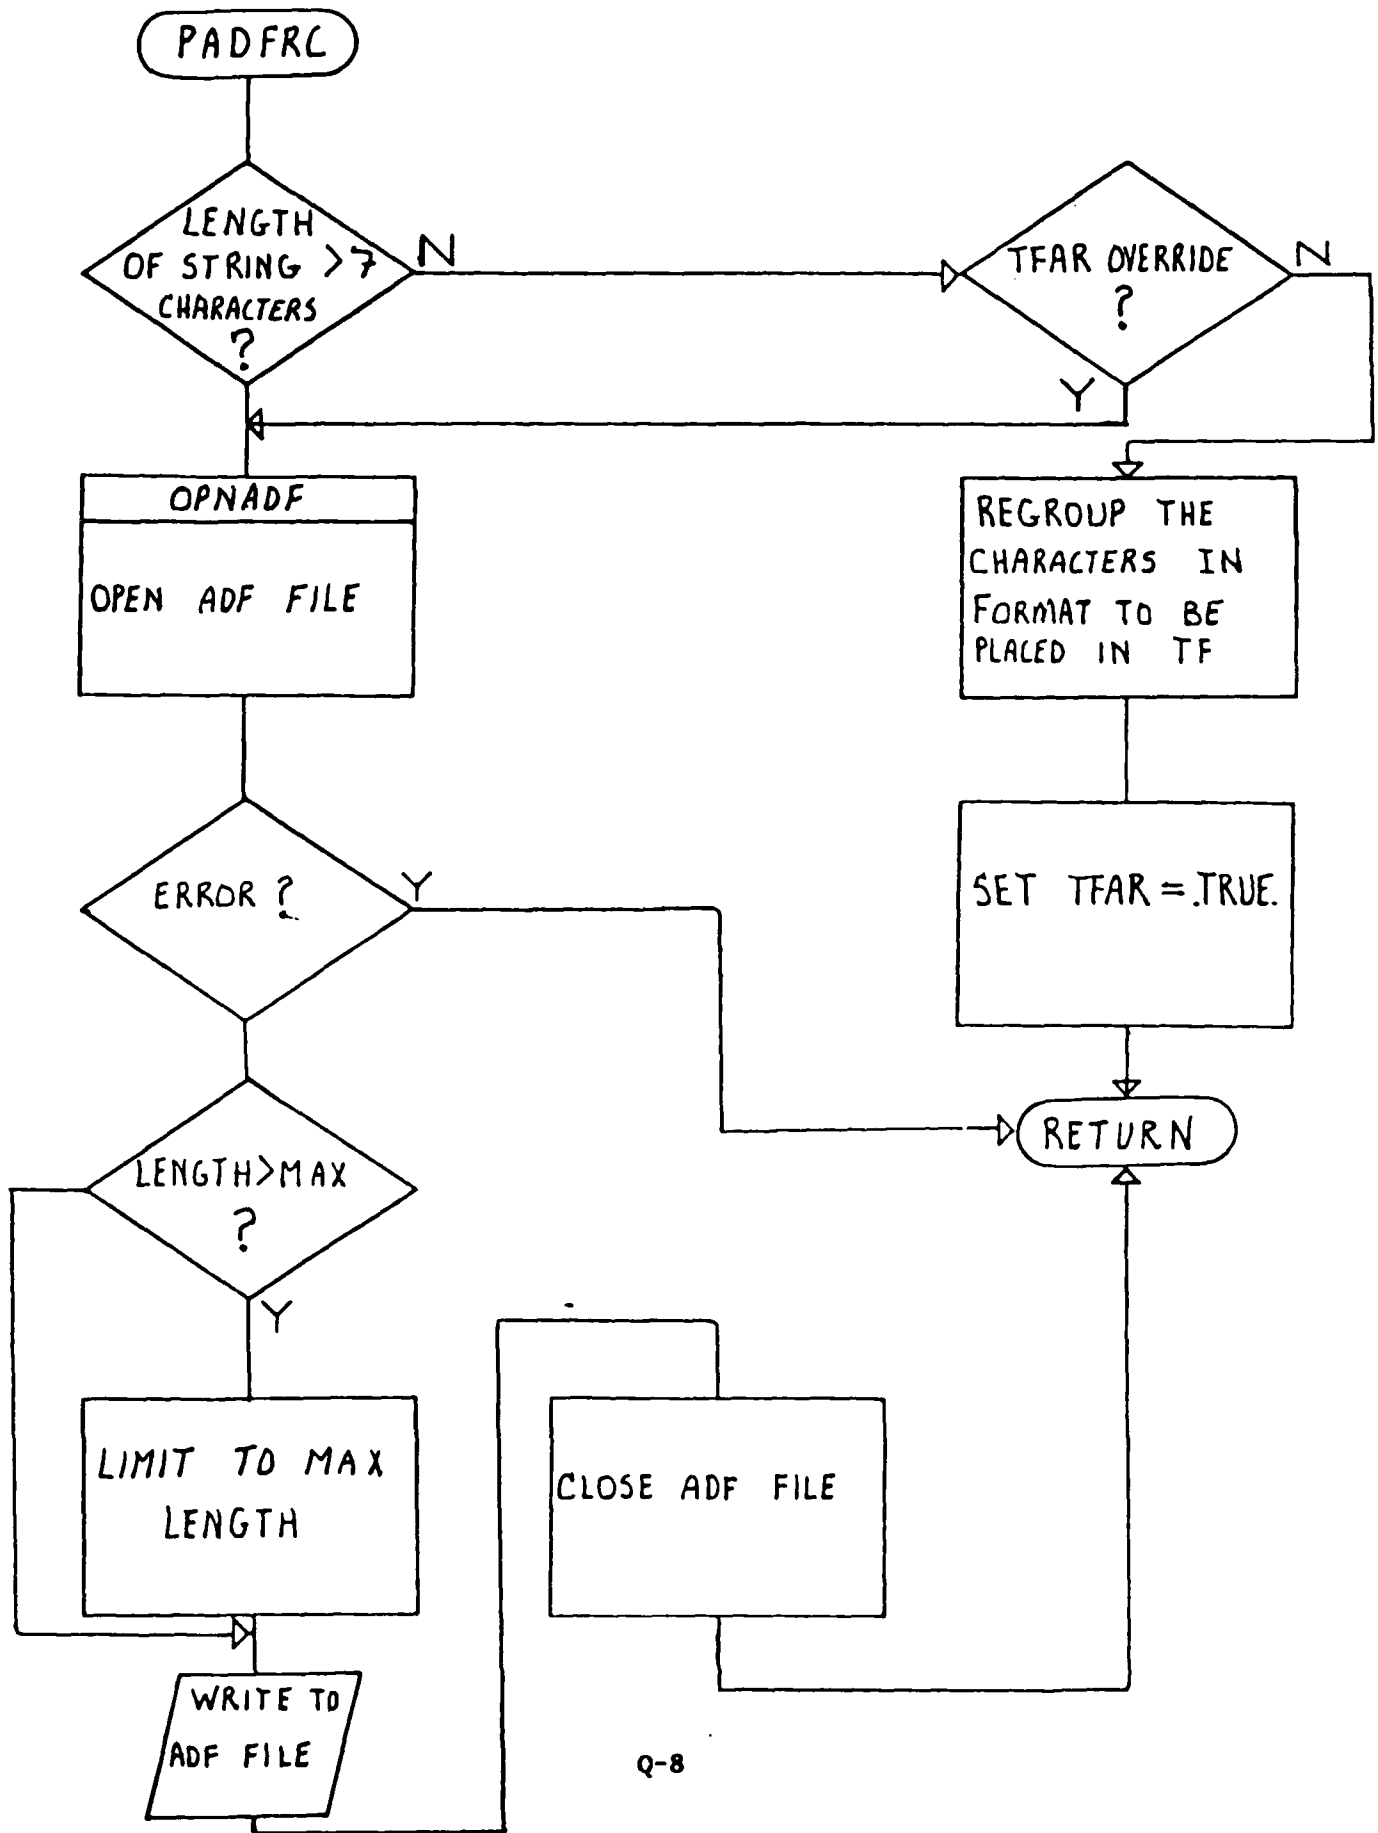 PADFRC
LENGTH
OF STRING >7
CHARACTERS
?
N
TFAR OVERRIDE
?
N
Y
OPNADF
OPEN ADF FILE
REGROUP THE
CHARACTERS IN
FORMAT TO BE
PLACED IN TF
ERROR ?
Y
SET TFAR = .TRUE.
LENGTH>MAX
?
Y
RETURN
LIMIT TO MAX
LENGTH
CLOSE ADF FILE
WRITE TO
ADF FILE
Q-8